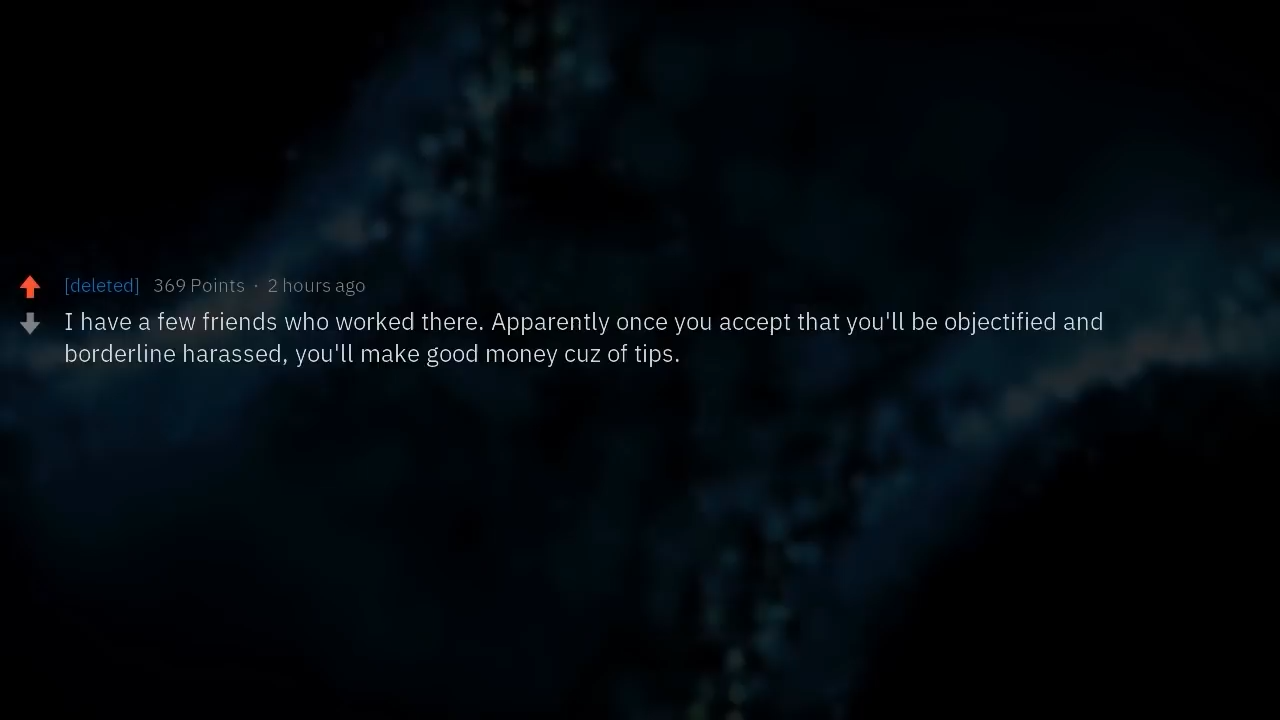 [deleted] 369 Points · 2 hours ago
I have a few friends who worked there. Apparently once you accept that you'll be objectified and
borderline harassed, you'll make good money cuz of tips.